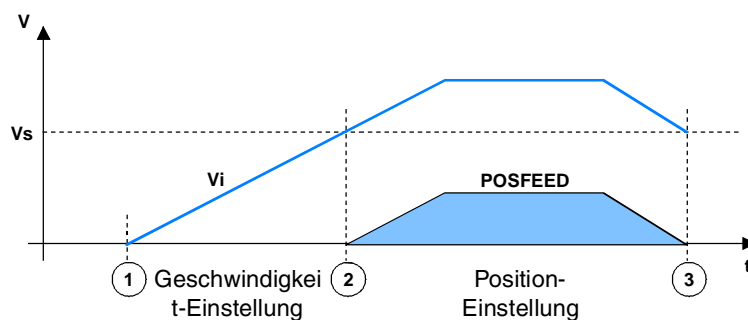 V
Vs
Vi
POSFEED
t
1
Geschwindigkei
t-Einstellung
2
Position-
Einstellung
3